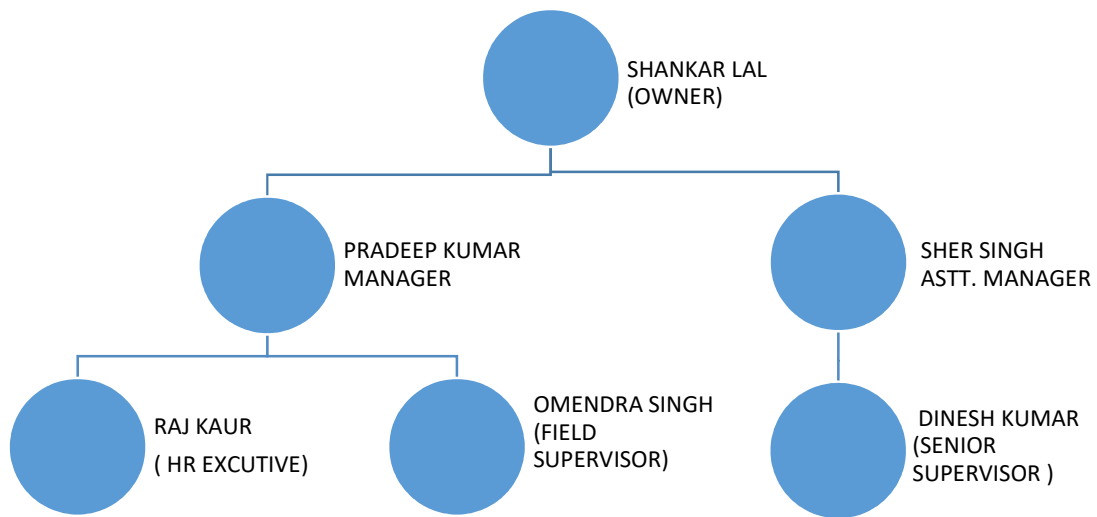 SHANKAR LAL
(OWNER)
PRADEEP KUMAR
MANAGER
SHER SINGH
ASTT. MANAGER
RAJ KAUR
( HR EXCUTIVE)
OMENDRA SINGH
(FIELD
SUPERVISOR)
DINESH KUMAR
(SENIOR
SUPERVISOR )